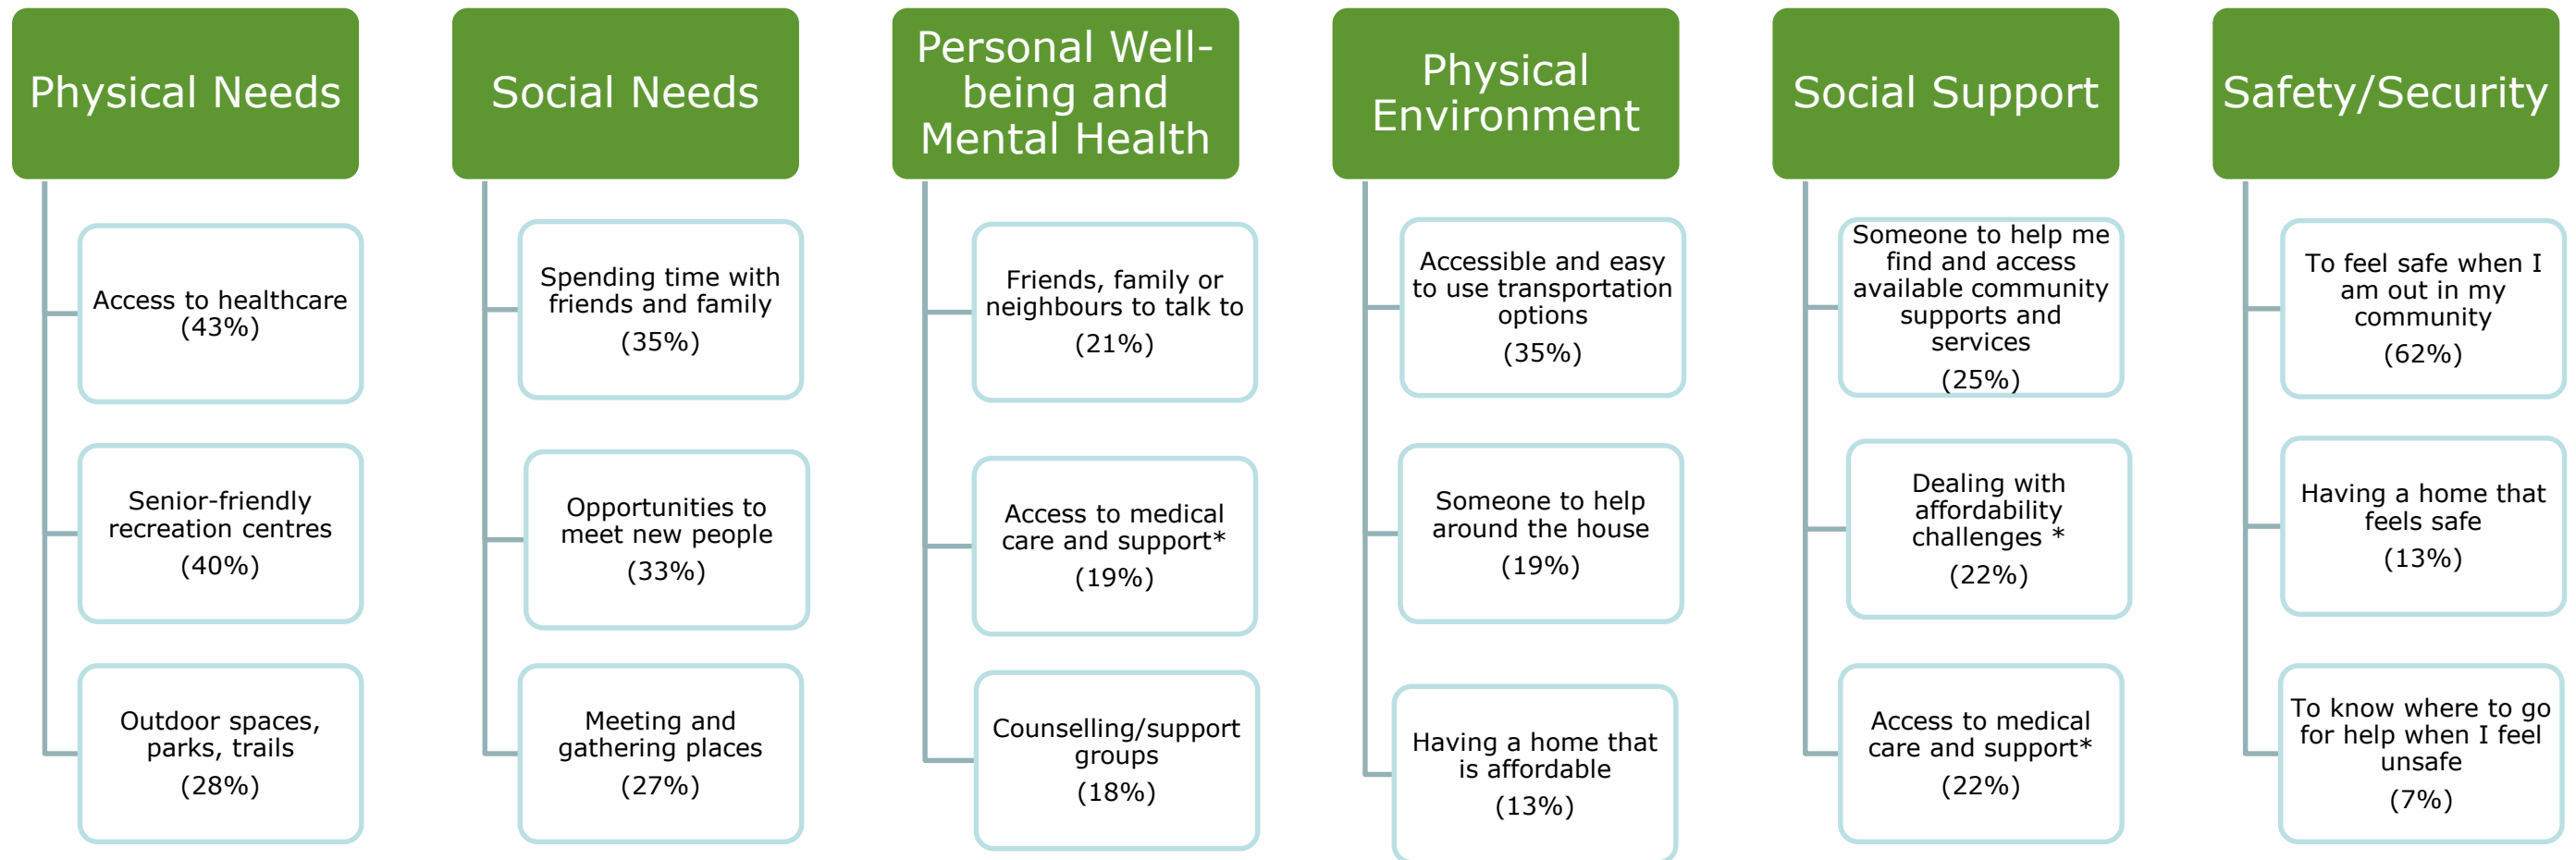 Physical Needs
Access to healthcare
(43%)
Senior-friendly
recreation centres
(40%)
Outdoor spaces,
parks, trails
(28%)
Social Needs
Spending time with
friends and family
(35%)
Opportunities to
meet new people
(33%)
Meeting and
gathering places
(27%)
Personal Well-
being and
Mental Health
Friends, family or
neighbours to talk to
(21%)
Access to medical
care and support*
(19%)
Counselling/support
groups
(18%)
Physical
Environment
Accessible and easy
to use transportation
options
(35%)
Someone to help
around the house
(19%)
Having a home that
is affordable
(13%)
Social Support
Someone to help me
find and access
available community
supports and
services
(25%)
Dealing with
affordability
challenges *
(22%)
Access to medical
care and support*
(22%)
Safety/Security
To feel safe when I
am out in my
community
(62%)
Having a home that
feels safe
(13%)
To know where to go
for help when I feel
unsafe
(7%)